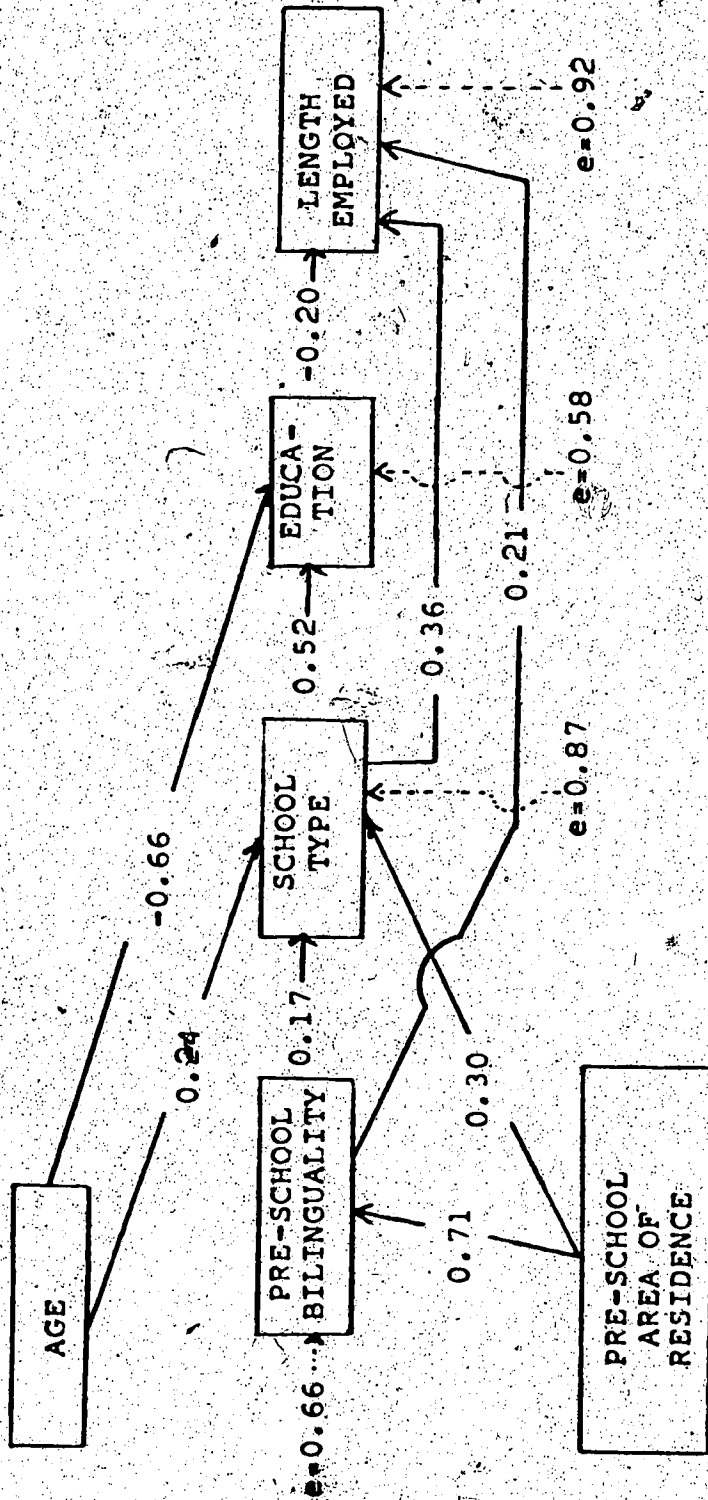 AGE
-0.66
0.24
e=0.66
PRE-SCHOOL
BILINGUALITY
0.17
SCHOOL
TYPE
0.52
EDUCA-
TION
-0.20
LENGTH
EMPLOYED
0.71
0.30
0.36
0.21
PRE-SCHOOL
AREA OF
RESIDENCE
e=0.87
e=0.58
e=0.92